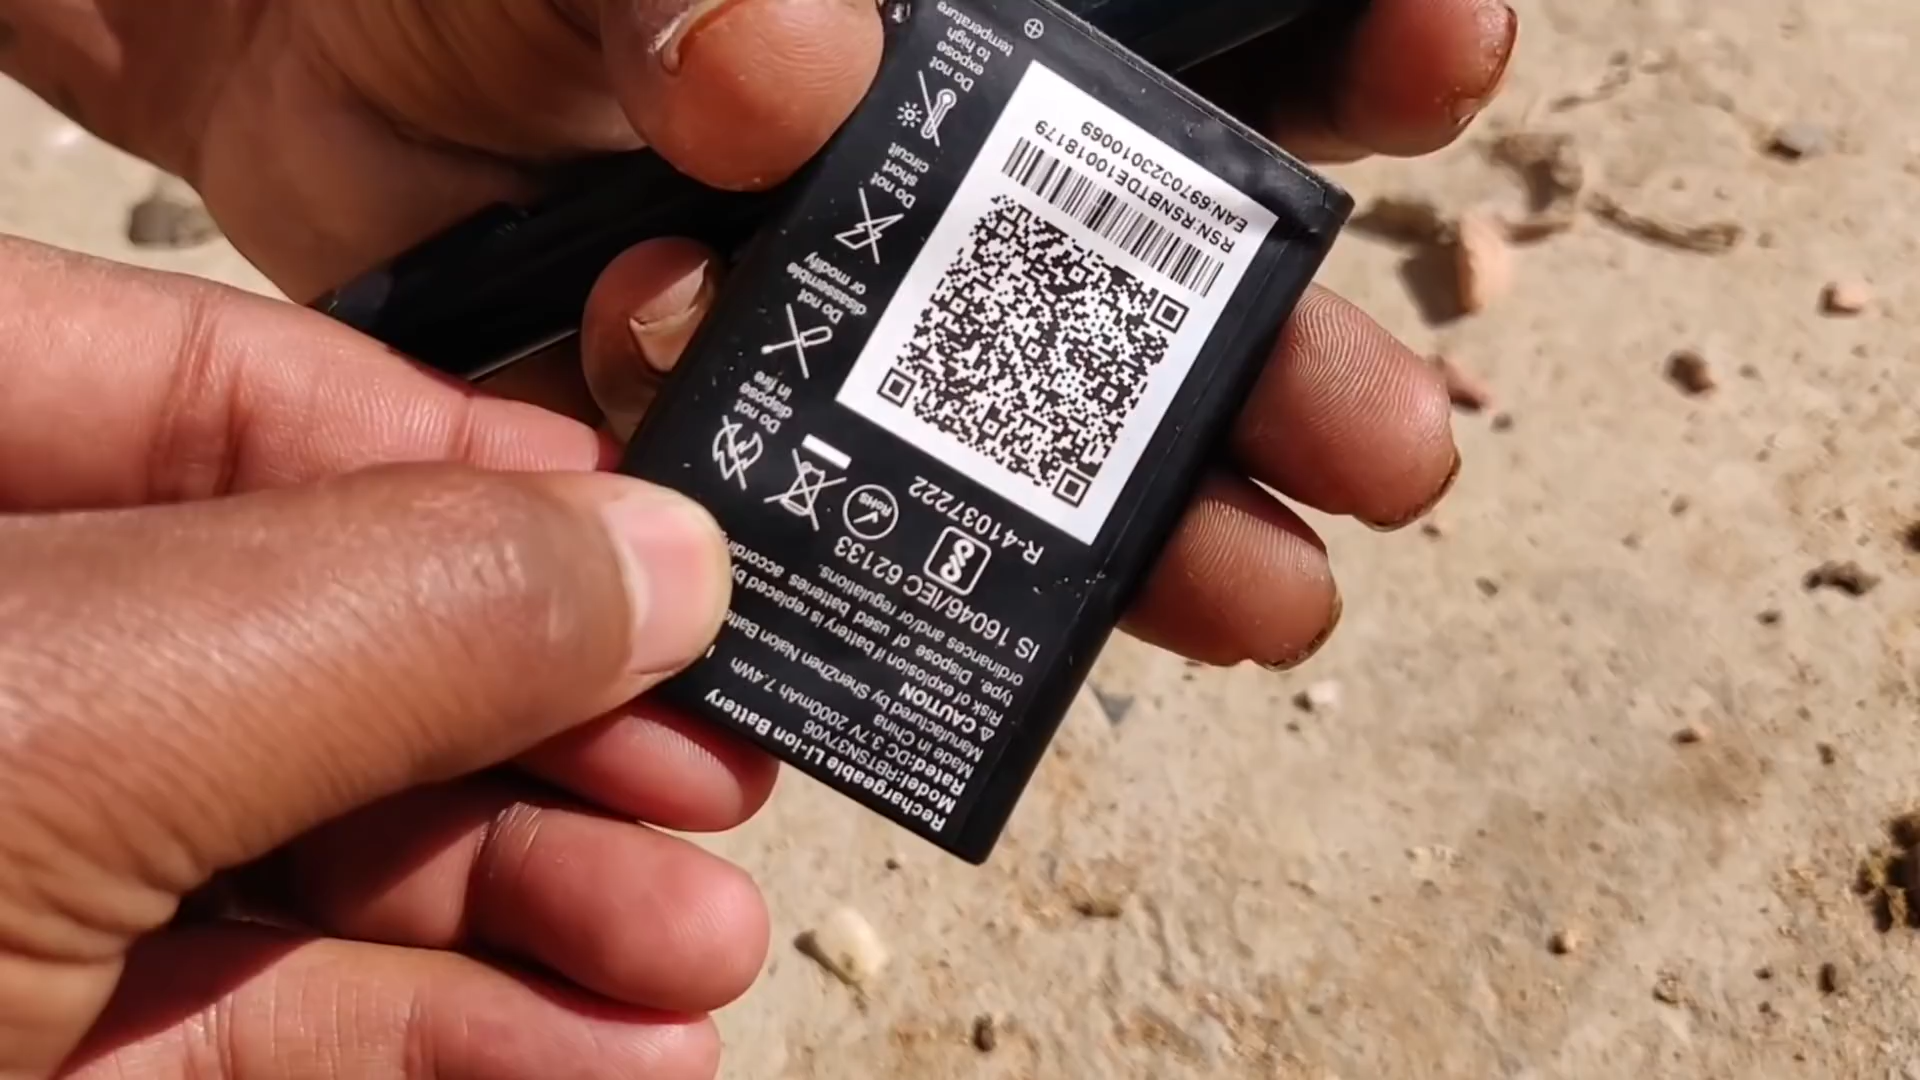 Rechargeable Li-ion Battery
Model:RBTSN37V06
Rated:DC 3.7V 2000mAh 7.4Wh
Made in China
Manufactured by ShenZhen Nalon
⚠ CAUTION
Risk of explosion if battery is replaced by
type. Dispose of used batteries
ordinances and/or regulations.
IS 16046/IEC 62133
R-41037222
RoHS
Do not
dispose
in fire
Do not
disassemble
or modify
Do not
short
circuit
Do not
expose
to high
temperature
RSN:RSNBTDE10018179
EAN:6970323010069